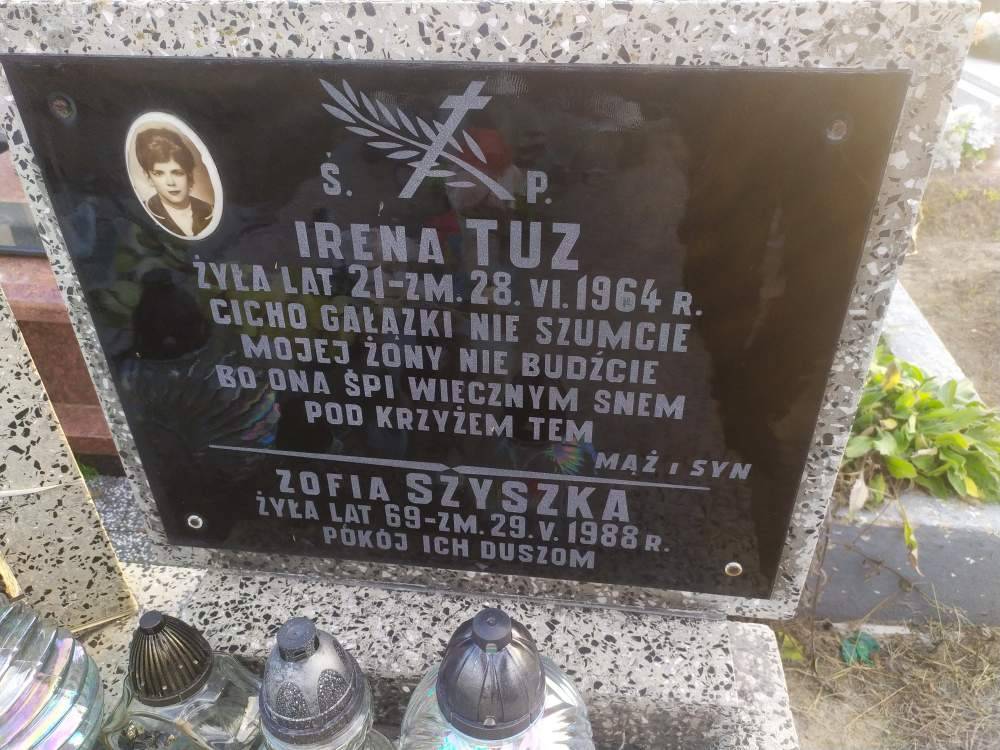 Ś. P.
IRENA TUZ
ŻYŁA LAT 21-ZM. 28. VI. 1964 R.
CICHO GAŁĄZKI NIE SZUMCIE
MOJEJ ŻONY NIE BUDŹCIE
BO ONA ŚPI WIECZNYM SNEM
POD KRZYŻEM TEM
MĄŻ I SYN
ZOFIA SZYSZKA
ŻYŁA LAT 69-ZM. 29. V. 1988 R.
POKÓJ ICH DUSZOM